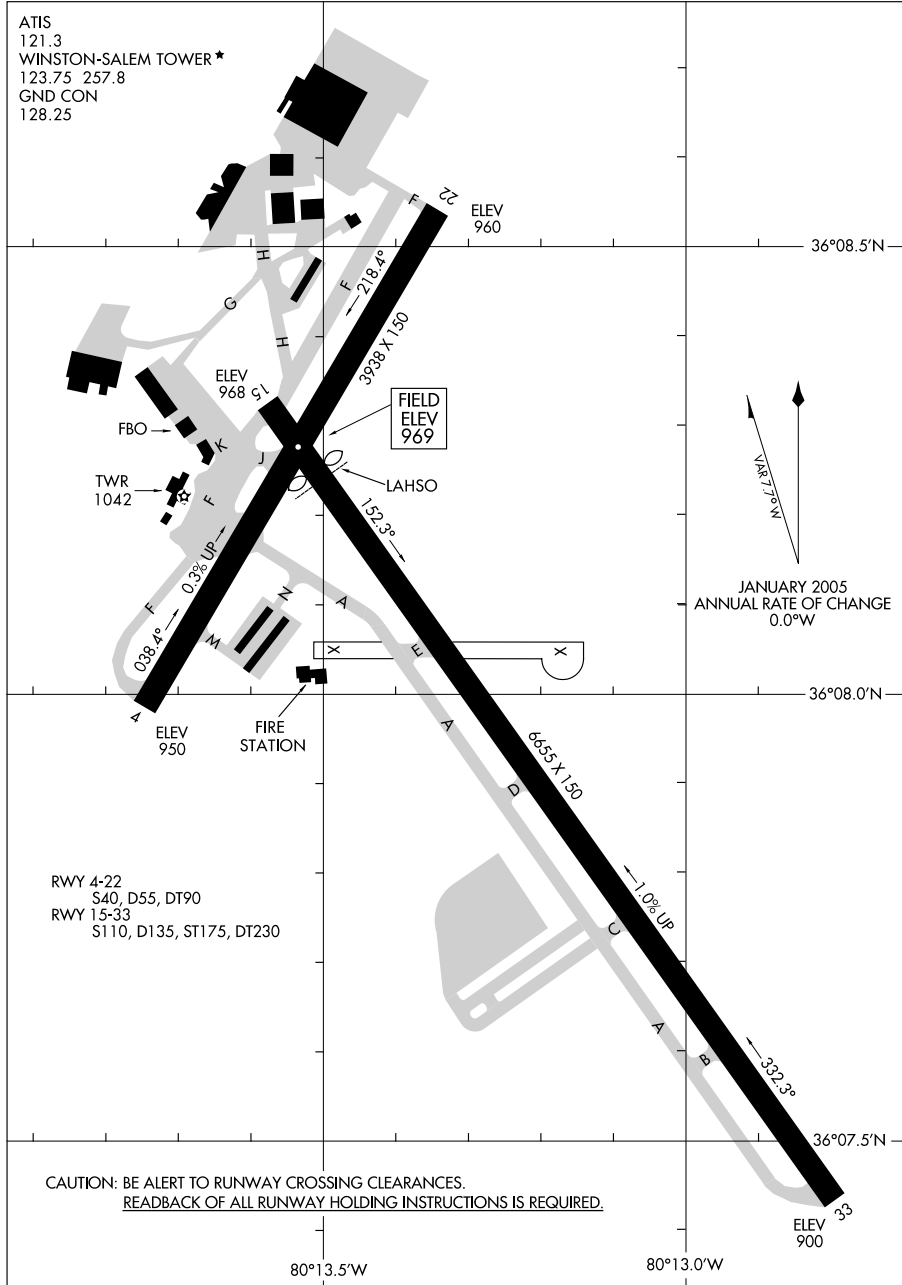 ATIS
121.3
WINSTON-SALEM TOWER ★
123.75 257.8
GND CON
128.25
F
22
ELEV
960
36°08.5'N
H
G
F
218.4°
3938 X 150
H
ELEV
968
15
FIELD
ELEV
969
FBO
K
J
LAHSO
TWR
1042
F
152.3°
VAR 7.7° W
0.3% UP
JANUARY 2005
ANNUAL RATE OF CHANGE
0.0°W
N
A
F
038.4°
M
X
E
X
36°08.0'N
4
ELEV
950
FIRE
STATION
A
6655 X 150
D
RWY 4-22
S40, D55, DT90
RWY 15-33
S110, D135, ST175, DT230
1.0% UP
C
A
B
332.3°
36°07.5'N
CAUTION: BE ALERT TO RUNWAY CROSSING CLEARANCES.
READBACK OF ALL RUNWAY HOLDING INSTRUCTIONS IS REQUIRED.
33
ELEV
900
80°13.5'W
80°13.0'W